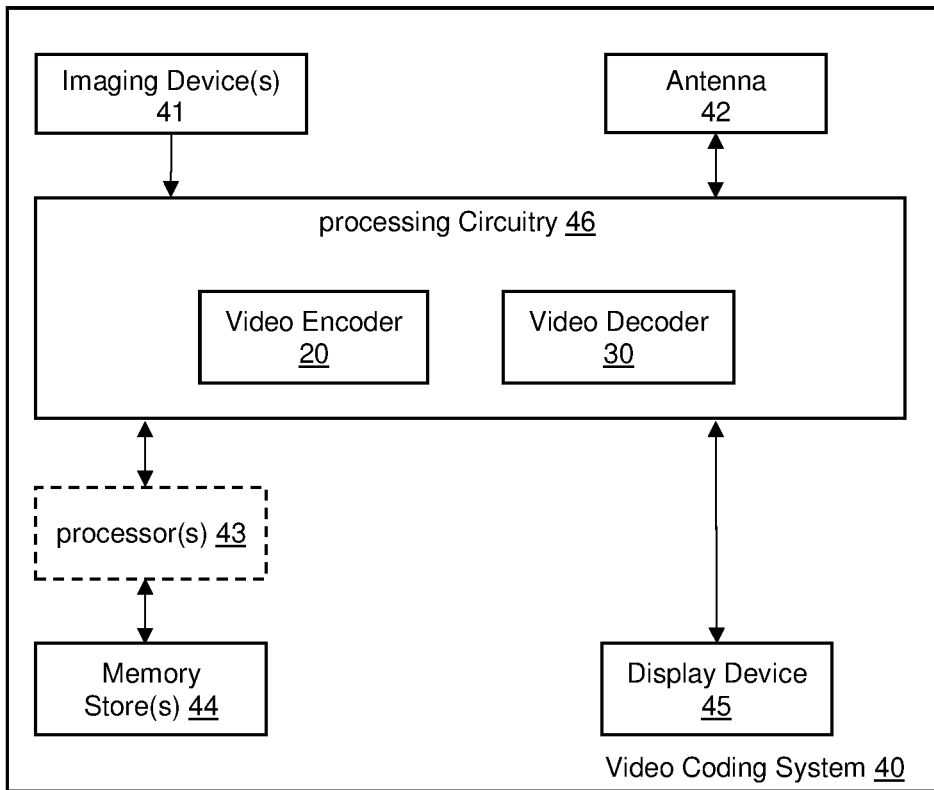 Imaging Device(s)
41
Antenna
42
processing Circuitry 46
Video Encoder
20
Video Decoder
30
processor(s) 43
Memory
Store(s) 44
Display Device
45
Video Coding System 40